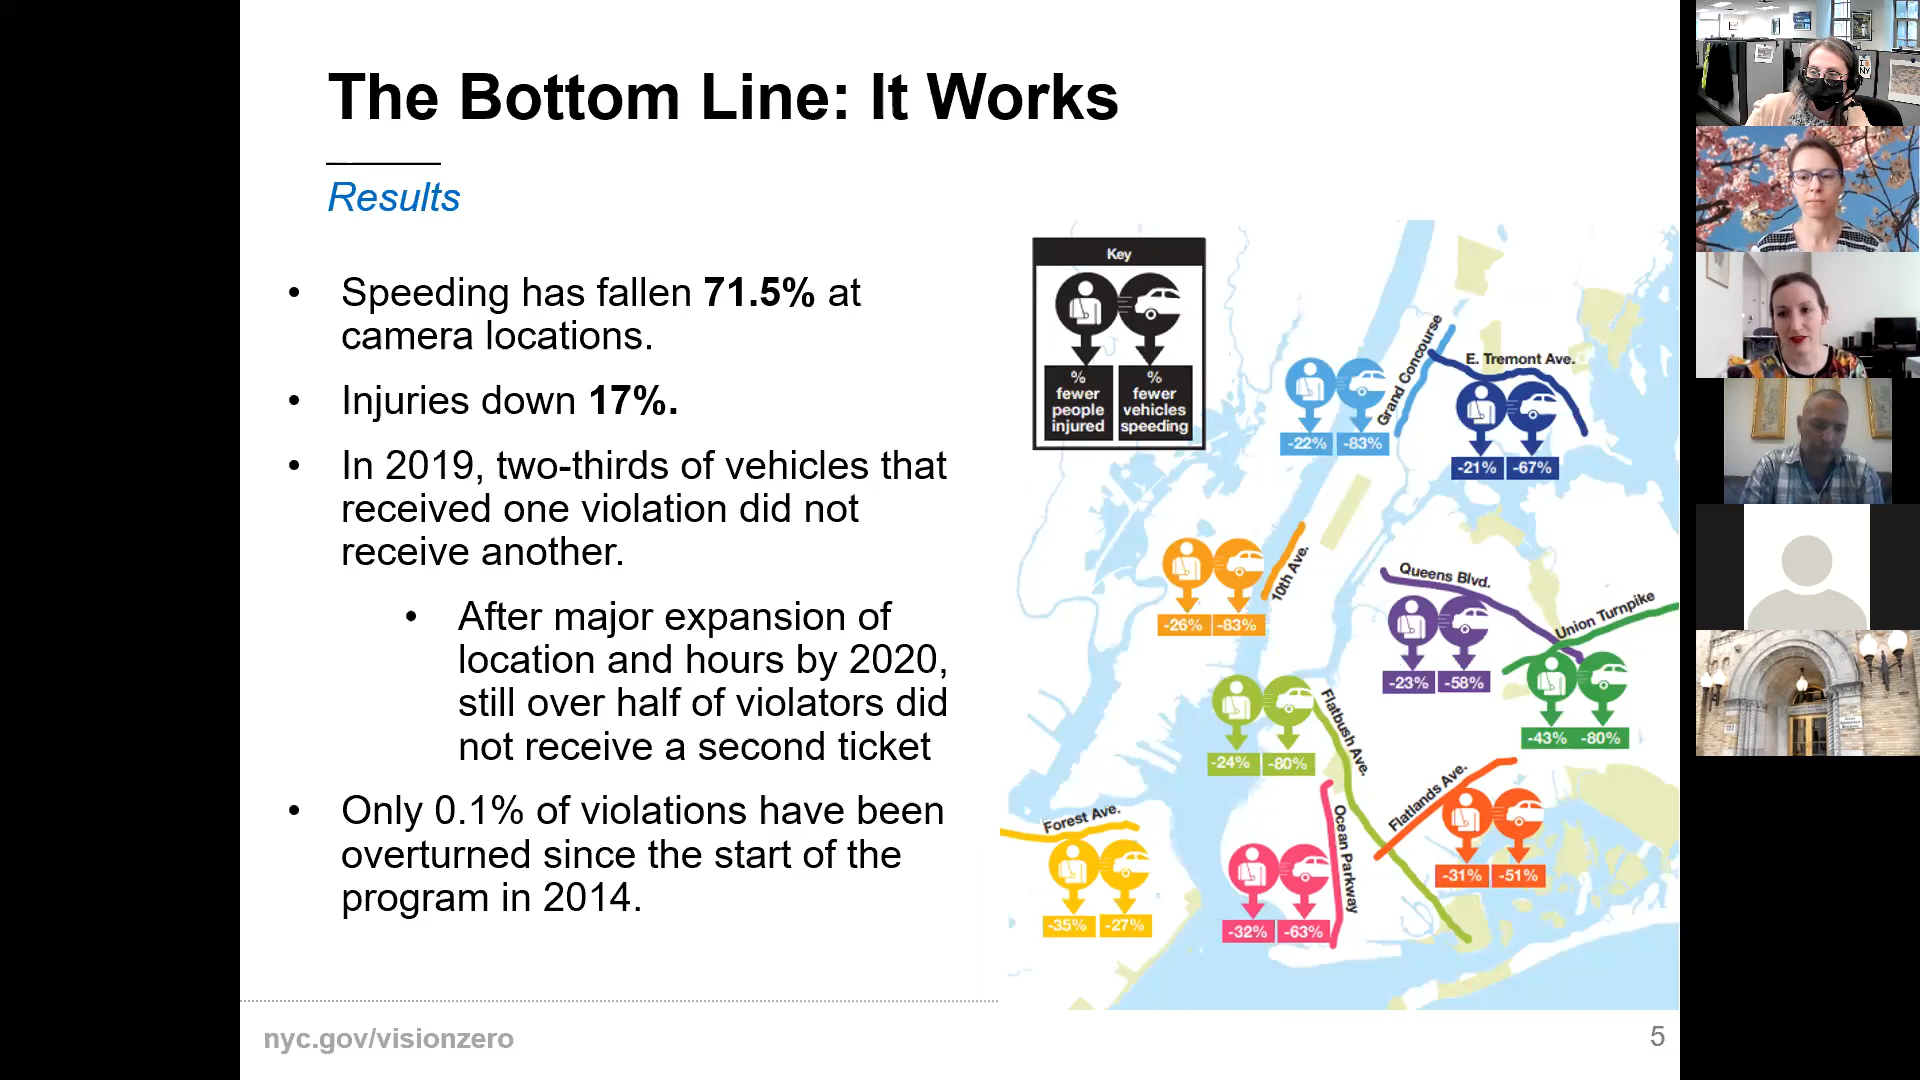 The Bottom Line: It Works
Results
• Speeding has fallen 71.5% at
camera locations.
• Injuries down 17%.
• In 2019, two-thirds of vehicles that
received one violation did not
receive another.
• After major expansion of
location and hours by 2020,
still over half of violators did
not receive a second ticket
• Only 0.1% of violations have been
overturned since the start of the
program in 2014.
Key
%
fewer
people
injured
%
fewer
vehicles
speeding
Grand Concourse
-22% -83%
E. Tremont Ave.
-21% -67%
10th Ave.
-26% -83%
Queens Blvd.
-23% -58%
Union Turnpike
-43% -80%
Flatbush Ave.
-24% -80%
Flatlands Ave.
-31% -51%
Forest Ave.
-35% -27%
Ocean Parkway
-32% -63%
nyc.gov/visionzero
5